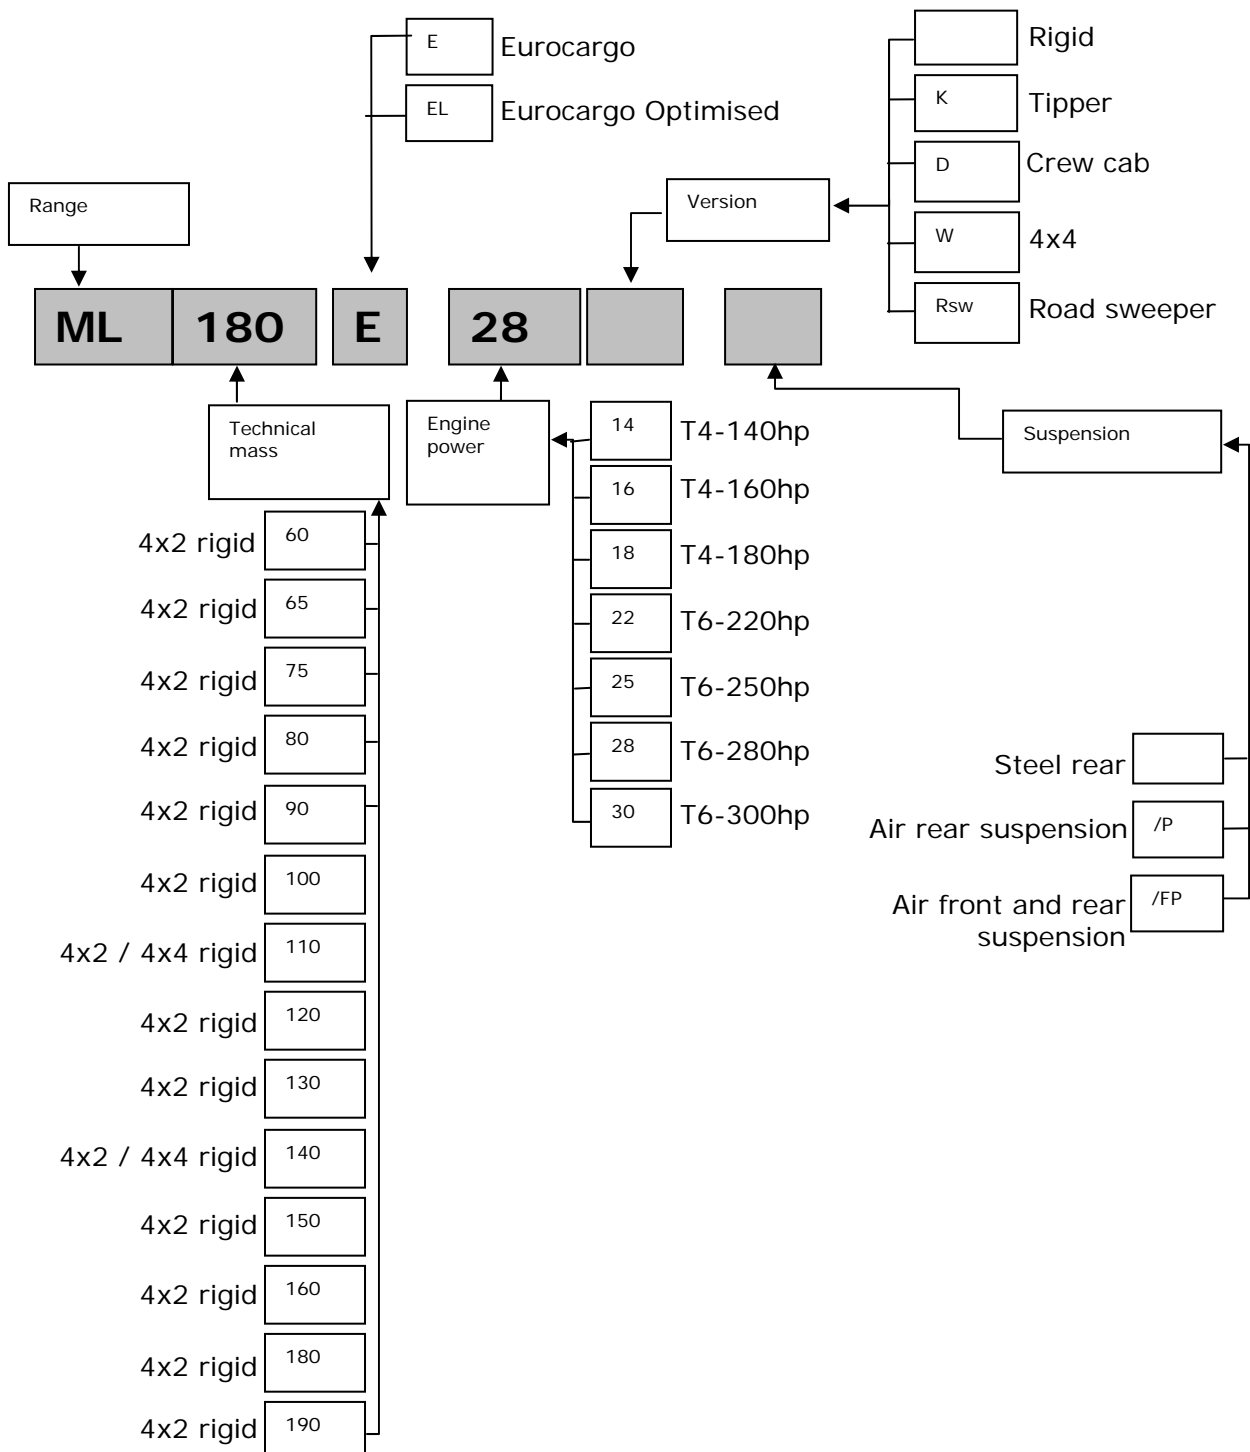 E Eurocargo
EL Eurocargo Optimised
Rigid
K Tipper
D Crew cab
W 4x4
Rsw Road sweeper
Range
Version
ML 180 E 28
Technical
mass
Engine
power
Suspension
14 T4-140hp
16 T4-160hp
18 T4-180hp
22 T6-220hp
25 T6-250hp
28 T6-280hp
30 T6-300hp
4x2 rigid 60
4x2 rigid 65
4x2 rigid 75
4x2 rigid 80
4x2 rigid 90
4x2 rigid 100
4x2 / 4x4 rigid 110
4x2 rigid 120
4x2 rigid 130
4x2 / 4x4 rigid 140
4x2 rigid 150
4x2 rigid 160
4x2 rigid 180
4x2 rigid 190
Steel rear
Air rear suspension /P
Air front and rear /FP
suspension